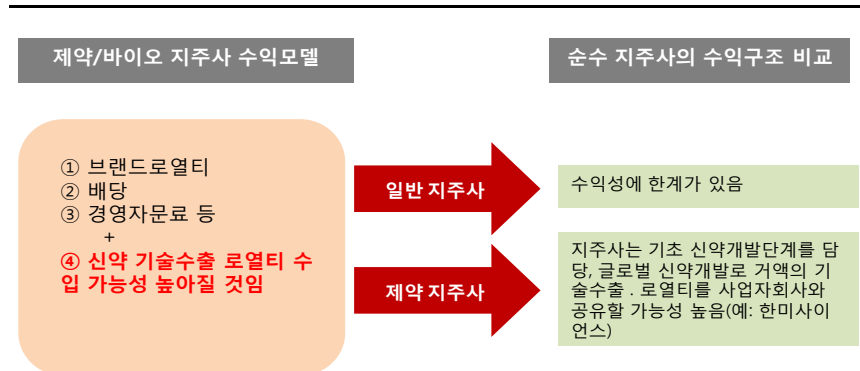 제약/바이오 지주사 수익모델
순수 지주사의 수익구조 비교
① 브랜드로열티
② 배당
③ 경영자문료 등
+
④ 신약 기술수출 로열티 수
입 가능성 높아질 것임
일반 지주사
수익성에 한계가 있음
제약 지주사
지주사는 기초 신약개발단계를 담
당, 글로벌 신약개발로 거액의 기
술수출 . 로열티를 사업자회사와
공유할 가능성 높음(예: 한미사이
언스)